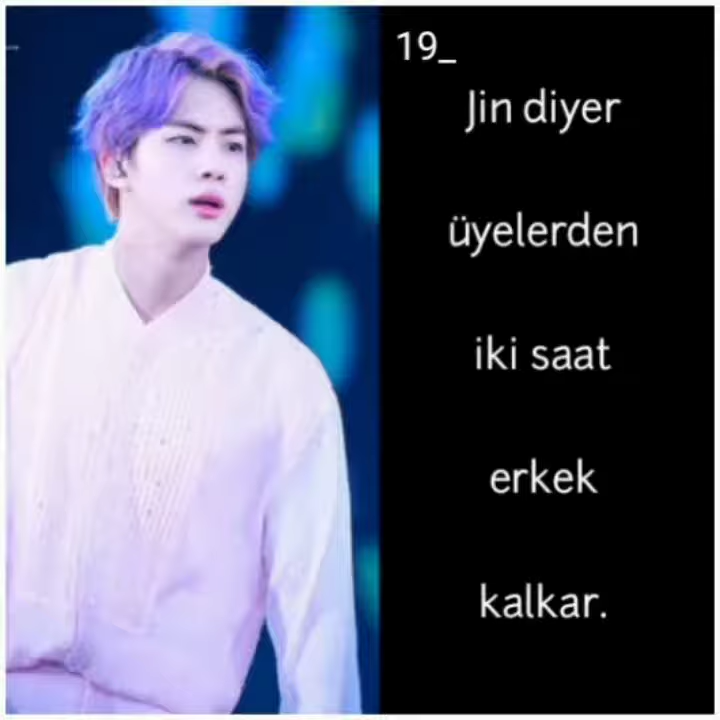 19_
Jin diyer
üyelerden
iki saat
erkek
kalkar.